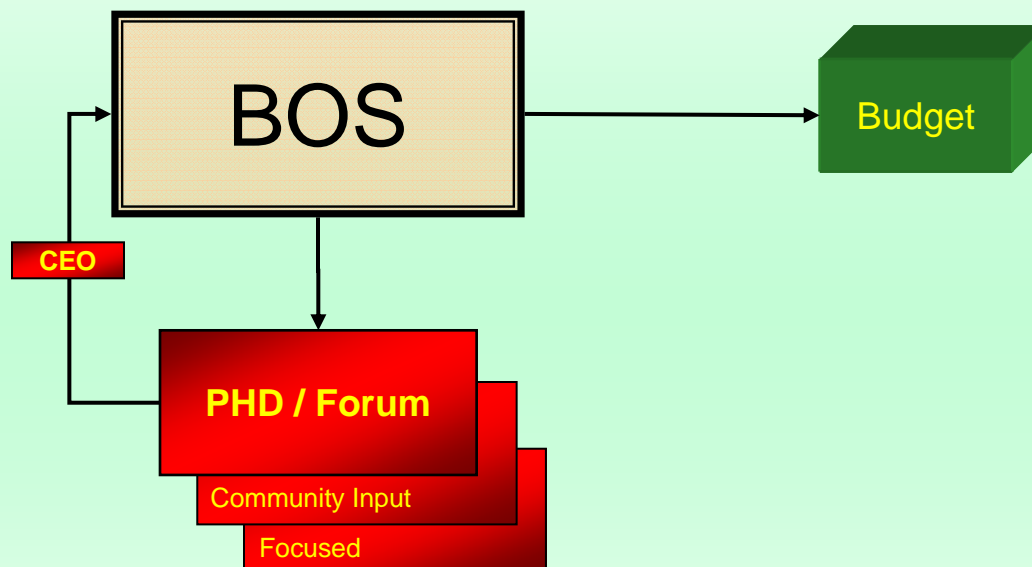 BOS
Budget
CEO
PHD / Forum
Community Input
Focused